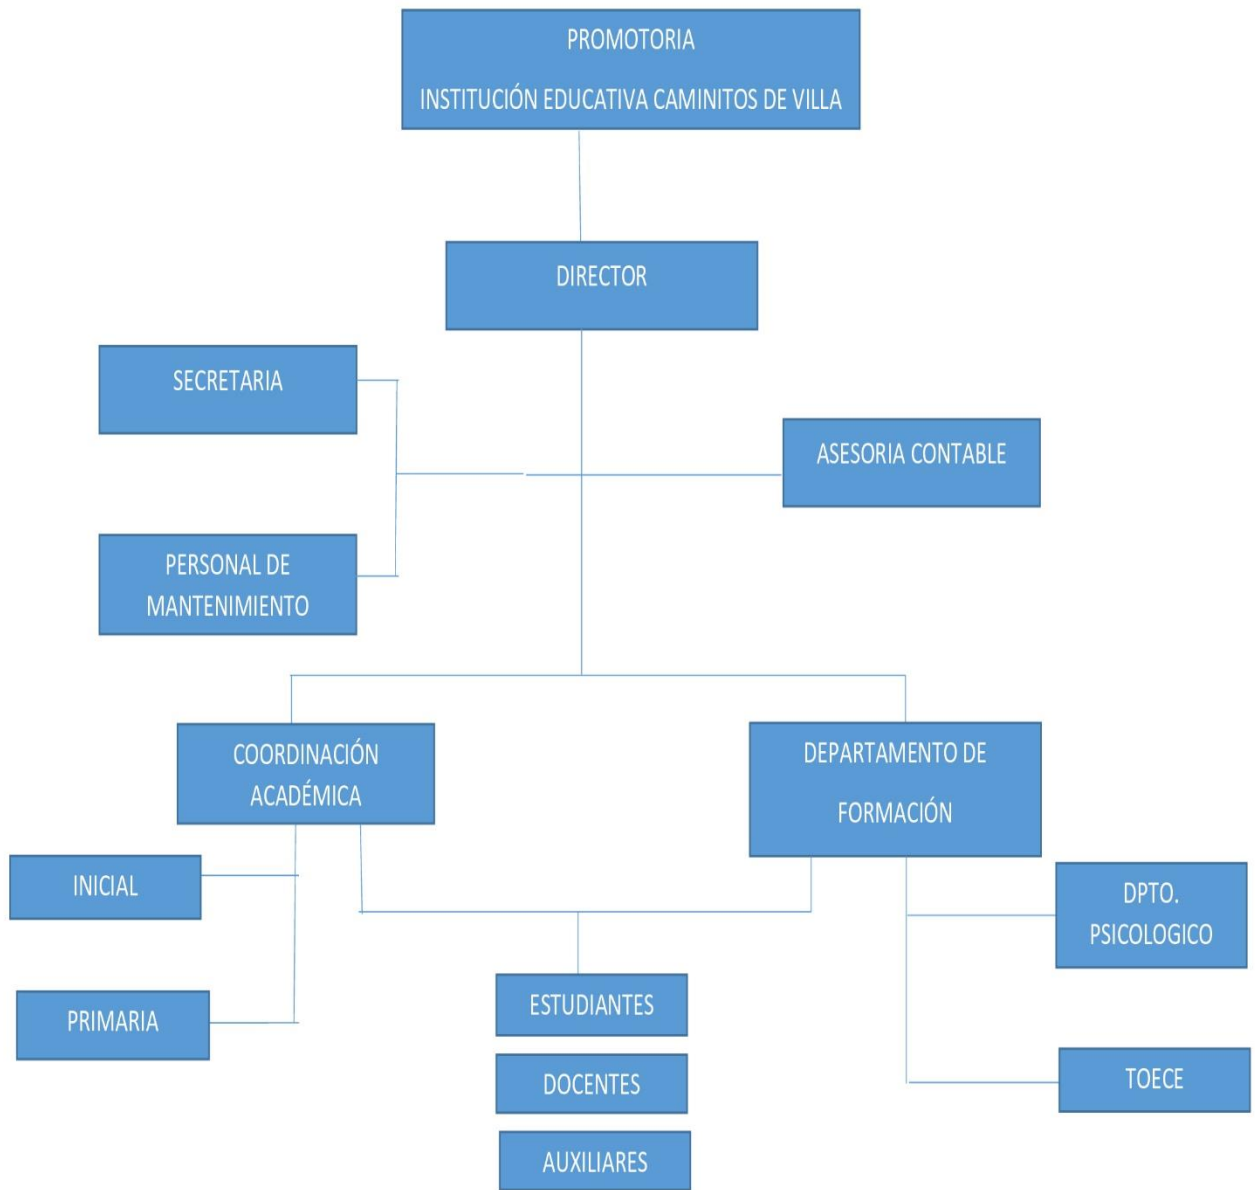 PROMOTORIA
INSTITUCIÓN EDUCATIVA CAMINITOS DE VILLA
DIRECTOR
SECRETARIA
ASESORIA CONTABLE
PERSONAL DE
MANTENIMIENTO
COORDINACIÓN
ACADÉMICA
DEPARTAMENTO DE
FORMACIÓN
INICIAL
DPTO.
PSICOLOGICO
PRIMARIA
ESTUDIANTES
DOCENTES
TOECE
AUXILIARES